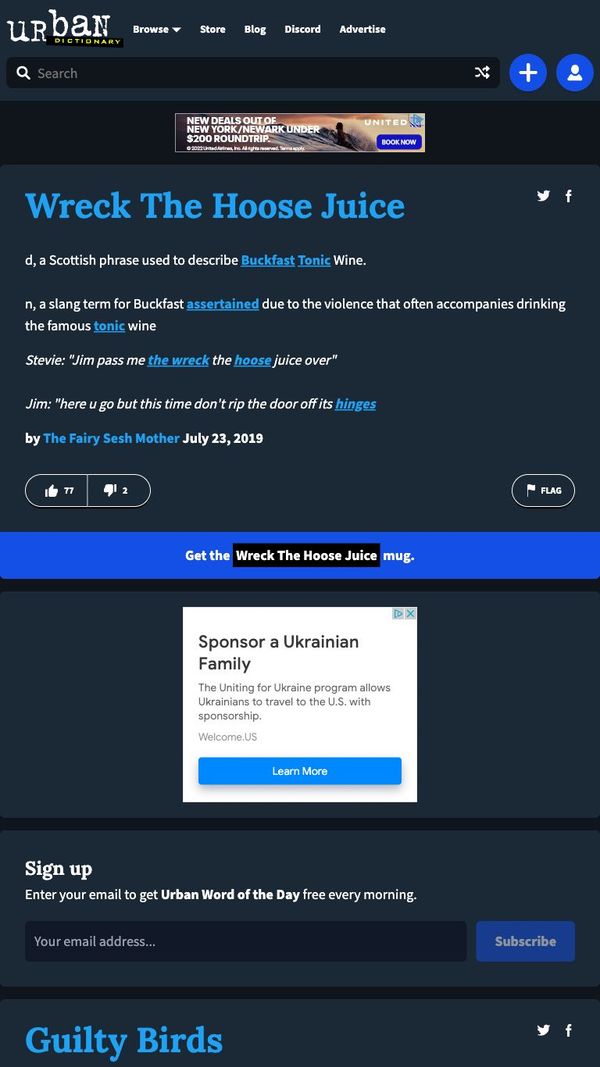 urban
DICTIONARY
Browse Store Blog Discord Advertise
Search
NEW DEALS OUT OF
NEW YORK/NEWARK UNDER
$200 ROUNDTRIP.
© 2022 United Airlines, Inc. All rights reserved. Terms apply.
UNITED
BOOK NOW
Wreck The Hoose Juice
d, a Scottish phrase used to describe Buckfast Tonic Wine.
n, a slang term for Buckfast assertained due to the violence that often accompanies drinking
the famous tonic wine
Stevie: "Jim pass me the wreck the hoose juice over"
Jim: "here u go but this time don't rip the door off its hinges
by The Fairy Sesh Mother July 23, 2019
77 2
FLAG
Get the Wreck The Hoose Juice mug.
Sponsor a Ukrainian
Family
The Uniting for Ukraine program allows
Ukrainians to travel to the U.S. with
sponsorship.
Welcome.US
Learn More
Sign up
Enter your email to get Urban Word of the Day free every morning.
Your email address...
Subscribe
Guilty Birds